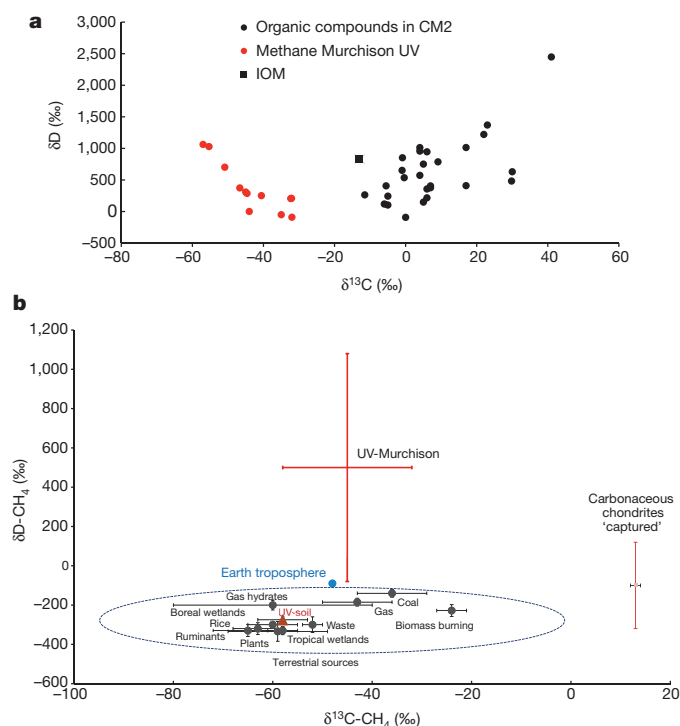 a
3,000
2,500
2,000
1,500
1,000
500
0
−500
δD (‰)
Organic compounds in CM2
Methane Murchison UV
IOM
−80 −60 −40 −20 0 20 40 60
δ¹³C (‰)
b
1,200
1,000
800
600
400
200
0
−200
−400
−600
δD-CH₄ (‰)
UV-Murchison
Carbonaceous
chondrites
‘captured’
Earth troposphere
Gas hydrates
Coal
Boreal wetlands
UV-soil
Gas
Biomass burning
Rice
Waste
Ruminants
Plants
Tropical wetlands
Terrestrial sources
−100 −80 −60 −40 −20 0 20
δ¹³C-CH₄ (‰)